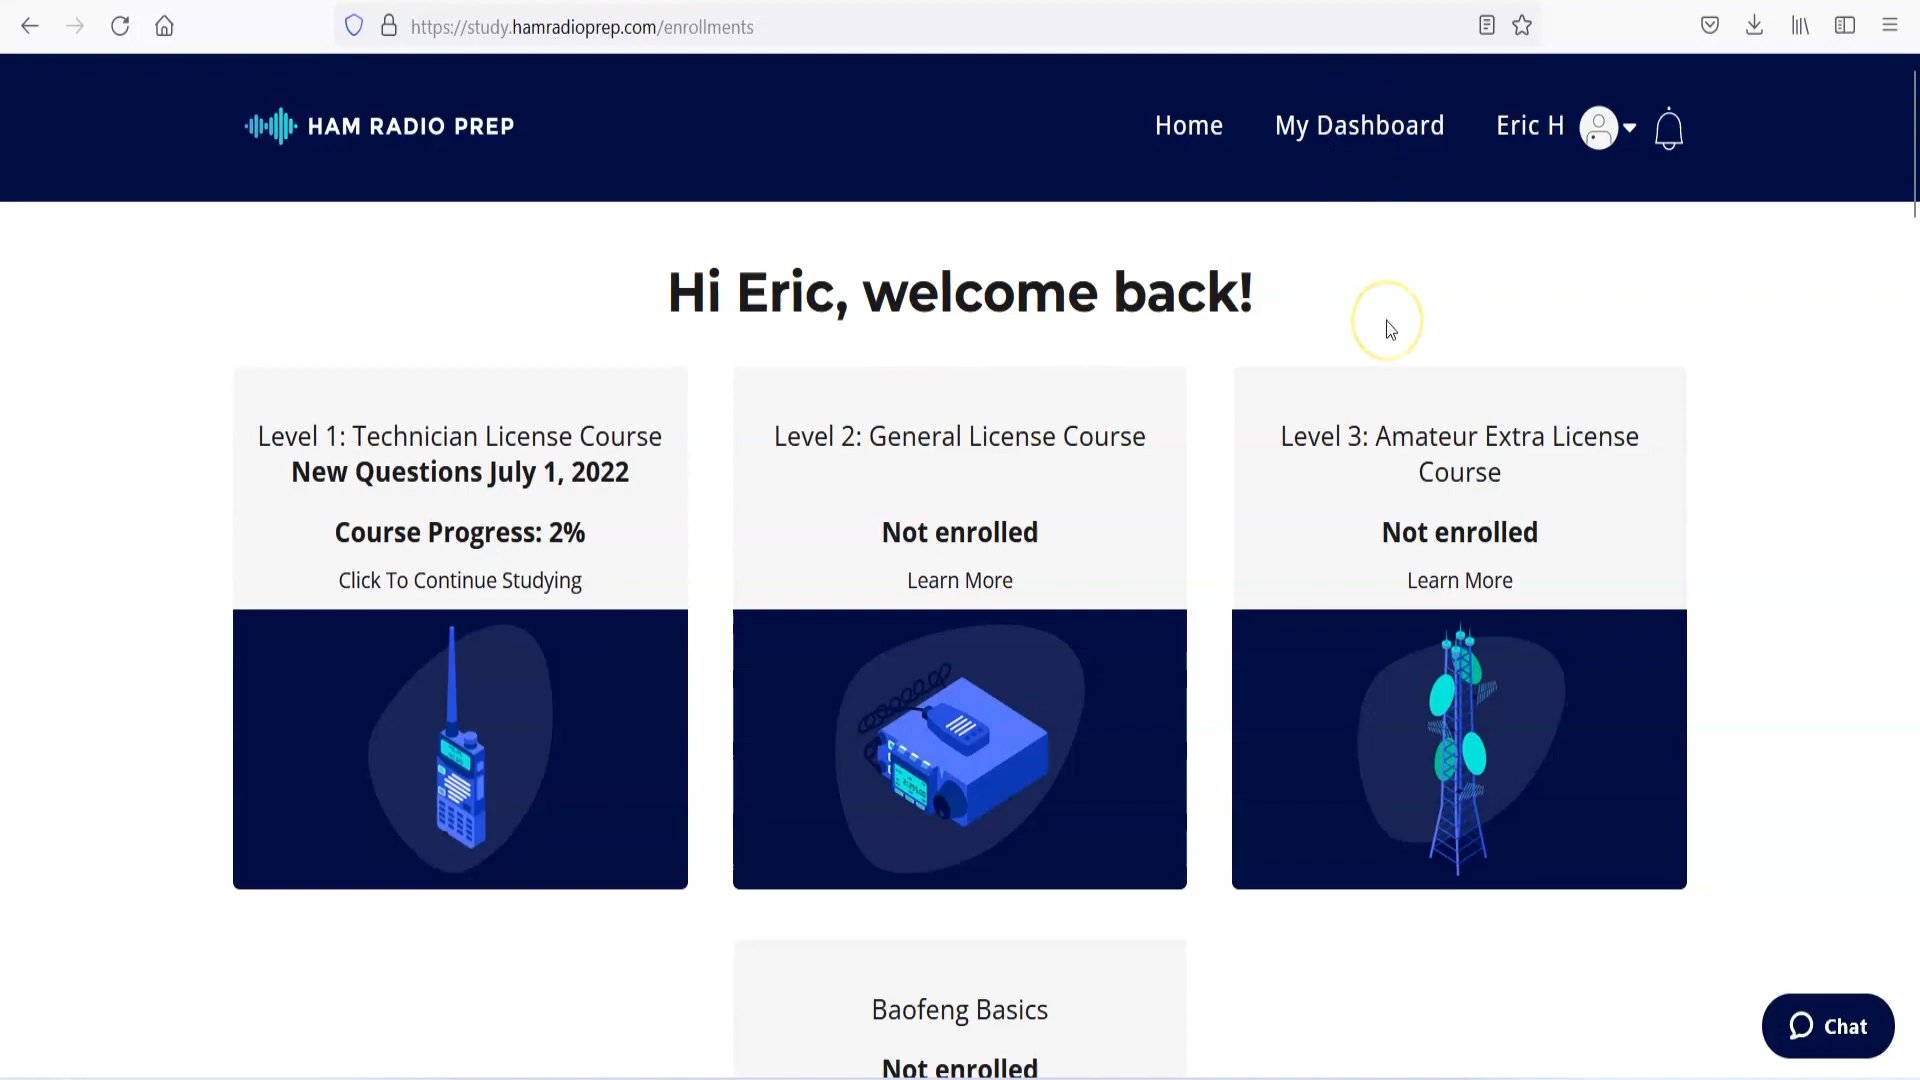 https://study.hamradioprep.com/enrollments
HAM RADIO PREP
Home
My Dashboard
Eric H
Hi Eric, welcome back!
Level 1: Technician License Course
New Questions July 1, 2022
Course Progress: 2%
Click To Continue Studying
Level 2: General License Course
Not enrolled
Learn More
Level 3: Amateur Extra License
Course
Not enrolled
Learn More
Baofeng Basics
Not enrolled
Chat